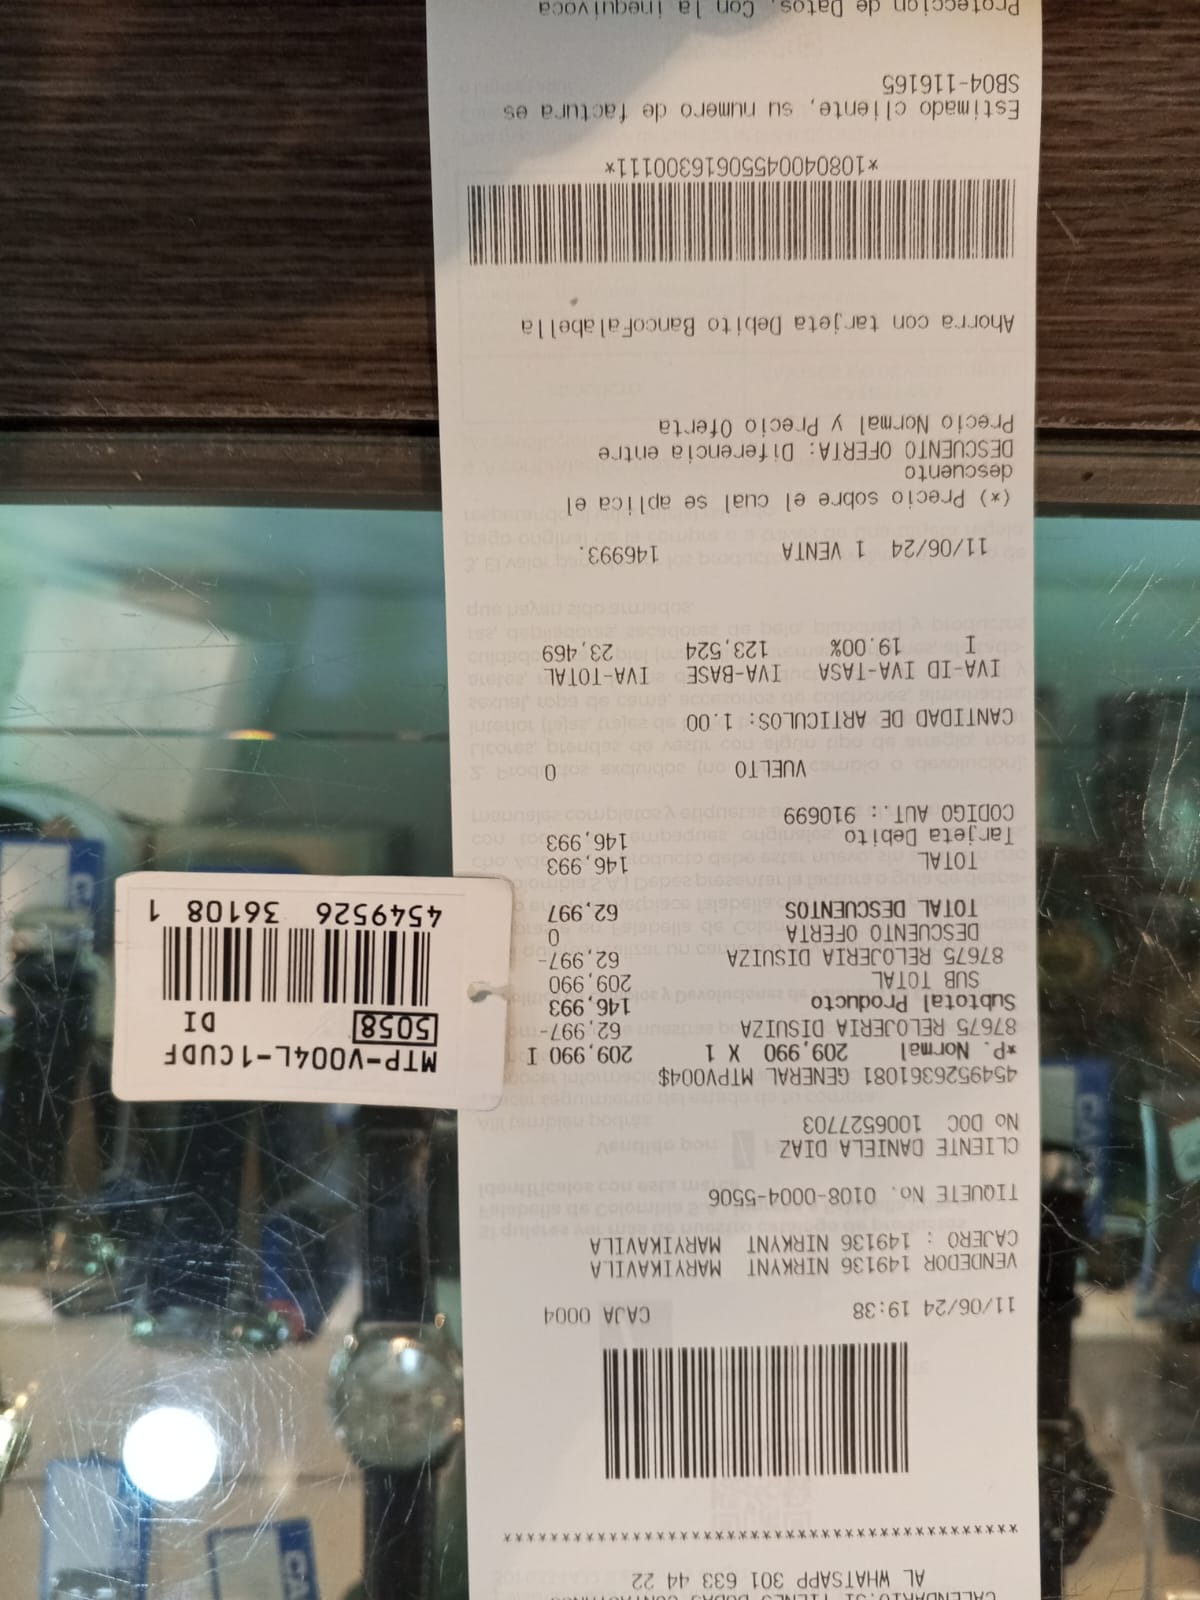 CALENDARIO.SI TIENES DUDAS CONTACTANOS
AL WHATSAPP 301 633 44 22
***************************************
11/06/24 19:38 CAJA 0004
VENDEDOR 149136 NIRKYNT MARYIKAVILA
CAJERO : 149136 NIRKYNT MARYIKAVILA
TIQUETE No. 0108-0004-5506
CLIENTE DANIELA DIAZ
No DOC 1006527703
4549526361081 GENERAL MTPV004$
*P. Normal 209,990 X 1 209,990 I
87675 RELOJERIA DISUIZA 62,997-
Subtotal Producto 146,993
SUB TOTAL 209,990
87675 RELOJERIA DISUIZA 62,997-
DESCUENTO OFERTA 0
TOTAL DESCUENTOS 62,997
TOTAL 146,993
Tarjeta Debito 146,993
CODIGO AUT.: 910699
VUELTO 0
CANTIDAD DE ARTICULOS: 1.00
IVA-ID IVA-TASA IVA-BASE IVA-TOTAL
I 19.00% 123,524 23,469
11/06/24 1 VENTA 146993.
(*) Precio sobre el cual se aplica el
descuento
DESCUENTO OFERTA: Diferencia entre
Precio Normal y Precio Oferta
Ahorra con tarjeta Debito BancoFalabella
*10804004550616300111*
Estimado cliente, su numero de factura es
SB04-116165
Protección de Datos. Con la inequivoca
MTP-V004L-1CUDF
5058 DI
4549526 36108 1